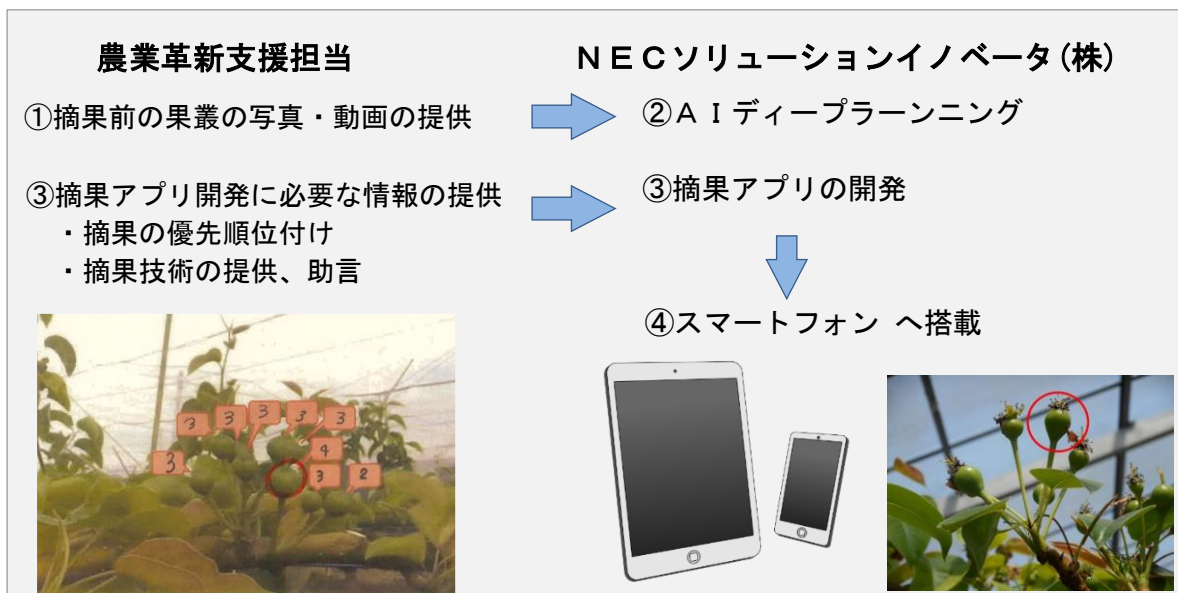 農業革新支援担当
ＮＥＣソリューションイノベータ(株)
①摘果前の果叢の写真・動画の提供
②ＡＩディープラーンニング
③摘果アプリ開発に必要な情報の提供
・摘果の優先順位付け
・摘果技術の提供、助言
③摘果アプリの開発
④スマートフォン へ搭載
3 3 3 3 3
4
3 3 2